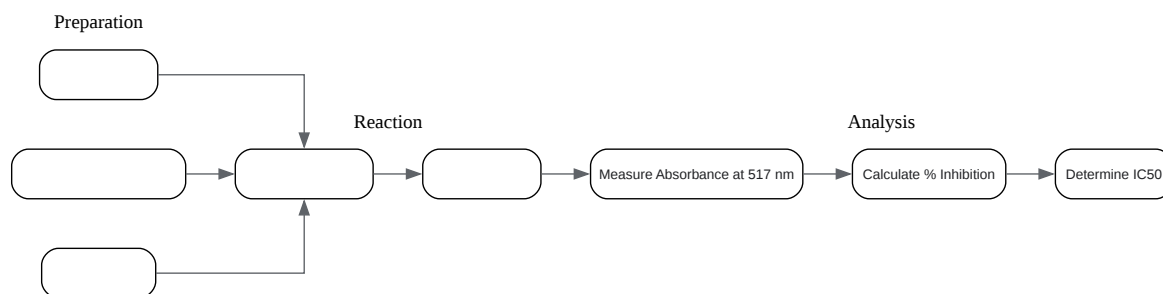 Preparation
Reaction
Analysis
Measure Absorbance at 517 nm
Calculate % Inhibition
Determine IC50